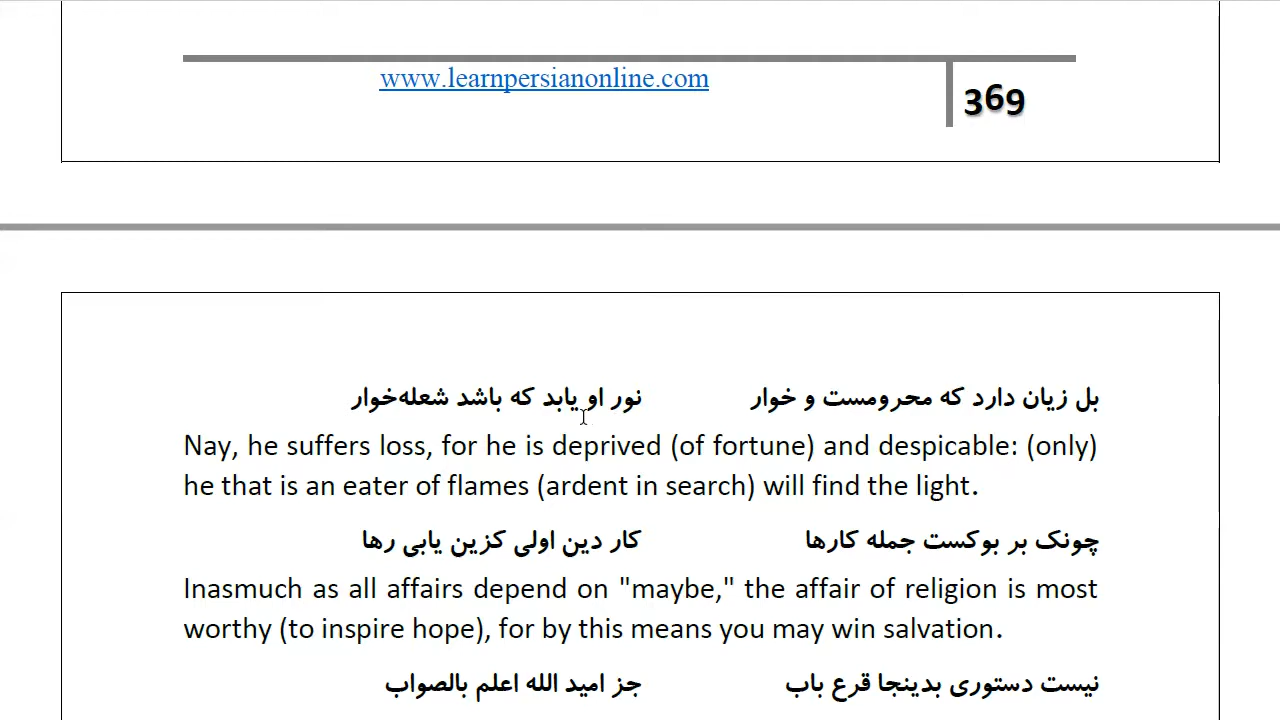 www.learnpersianonline.com
369
بل زیان دارد که محرومست و خوار نور او یابد که باشد شعله‌خوار
Nay, he suffers loss, for he is deprived (of fortune) and despicable: (only)
he that is an eater of flames (ardent in search) will find the light.
چونک بر بوکست جمله کارها کار دین اولی کزین یابی رها
Inasmuch as all affairs depend on "maybe," the affair of religion is most
worthy (to inspire hope), for by this means you may win salvation.
نیست دستوری بدینجا قرع باب جز امید الله اعلم بالصواب